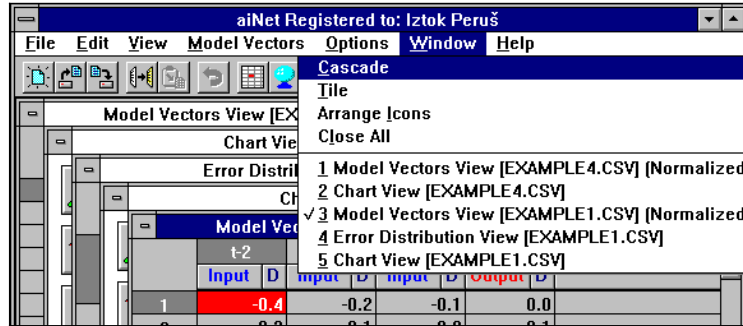 aiNet Registered to: Iztok Peruš
File Edit View Model Vectors Options Window Help
Cascade
Tile
Arrange Icons
Close All
1 Model Vectors View [EXAMPLE4.CSV] (Normalized
2 Chart View [EXAMPLE4.CSV]
✓ 3 Model Vectors View [EXAMPLE1.CSV] (Normalized
4 Error Distribution View [EXAMPLE1.CSV]
5 Chart View [EXAMPLE1.CSV]
Model Vectors View [EX
Chart Vie
Error Distri
Ch
Model Vec
t-2
Input D Input D Input D Output D
1 -0.4 -0.2 -0.1 0.0